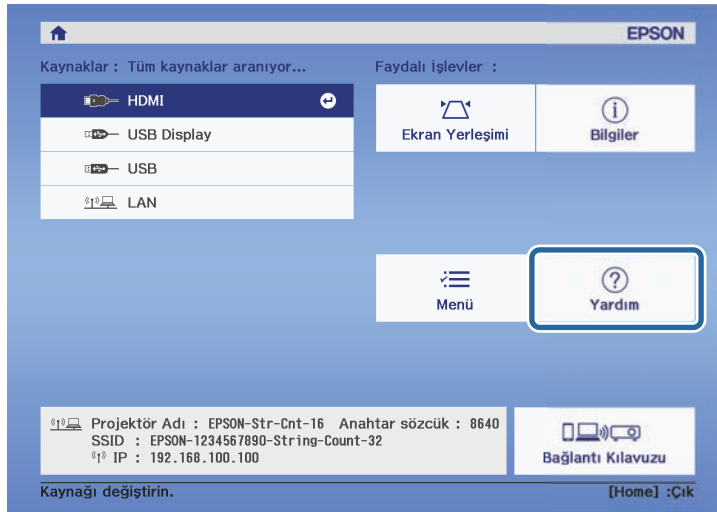 EPSON
Kaynaklar : Tüm kaynaklar aranıyor...
HDMI
USB Display
USB
LAN
Faydalı İşlevler :
Ekran Yerleşimi
Bilgiler
Menü
Yardım
Projektör Adı : EPSON-Str-Cnt-16 Anahtar sözcük : 8640
SSID : EPSON-1234567890-String-Count-32
IP : 192.168.100.100
Bağlantı Kılavuzu
Kaynağı değiştirin.
[Home] :Çık